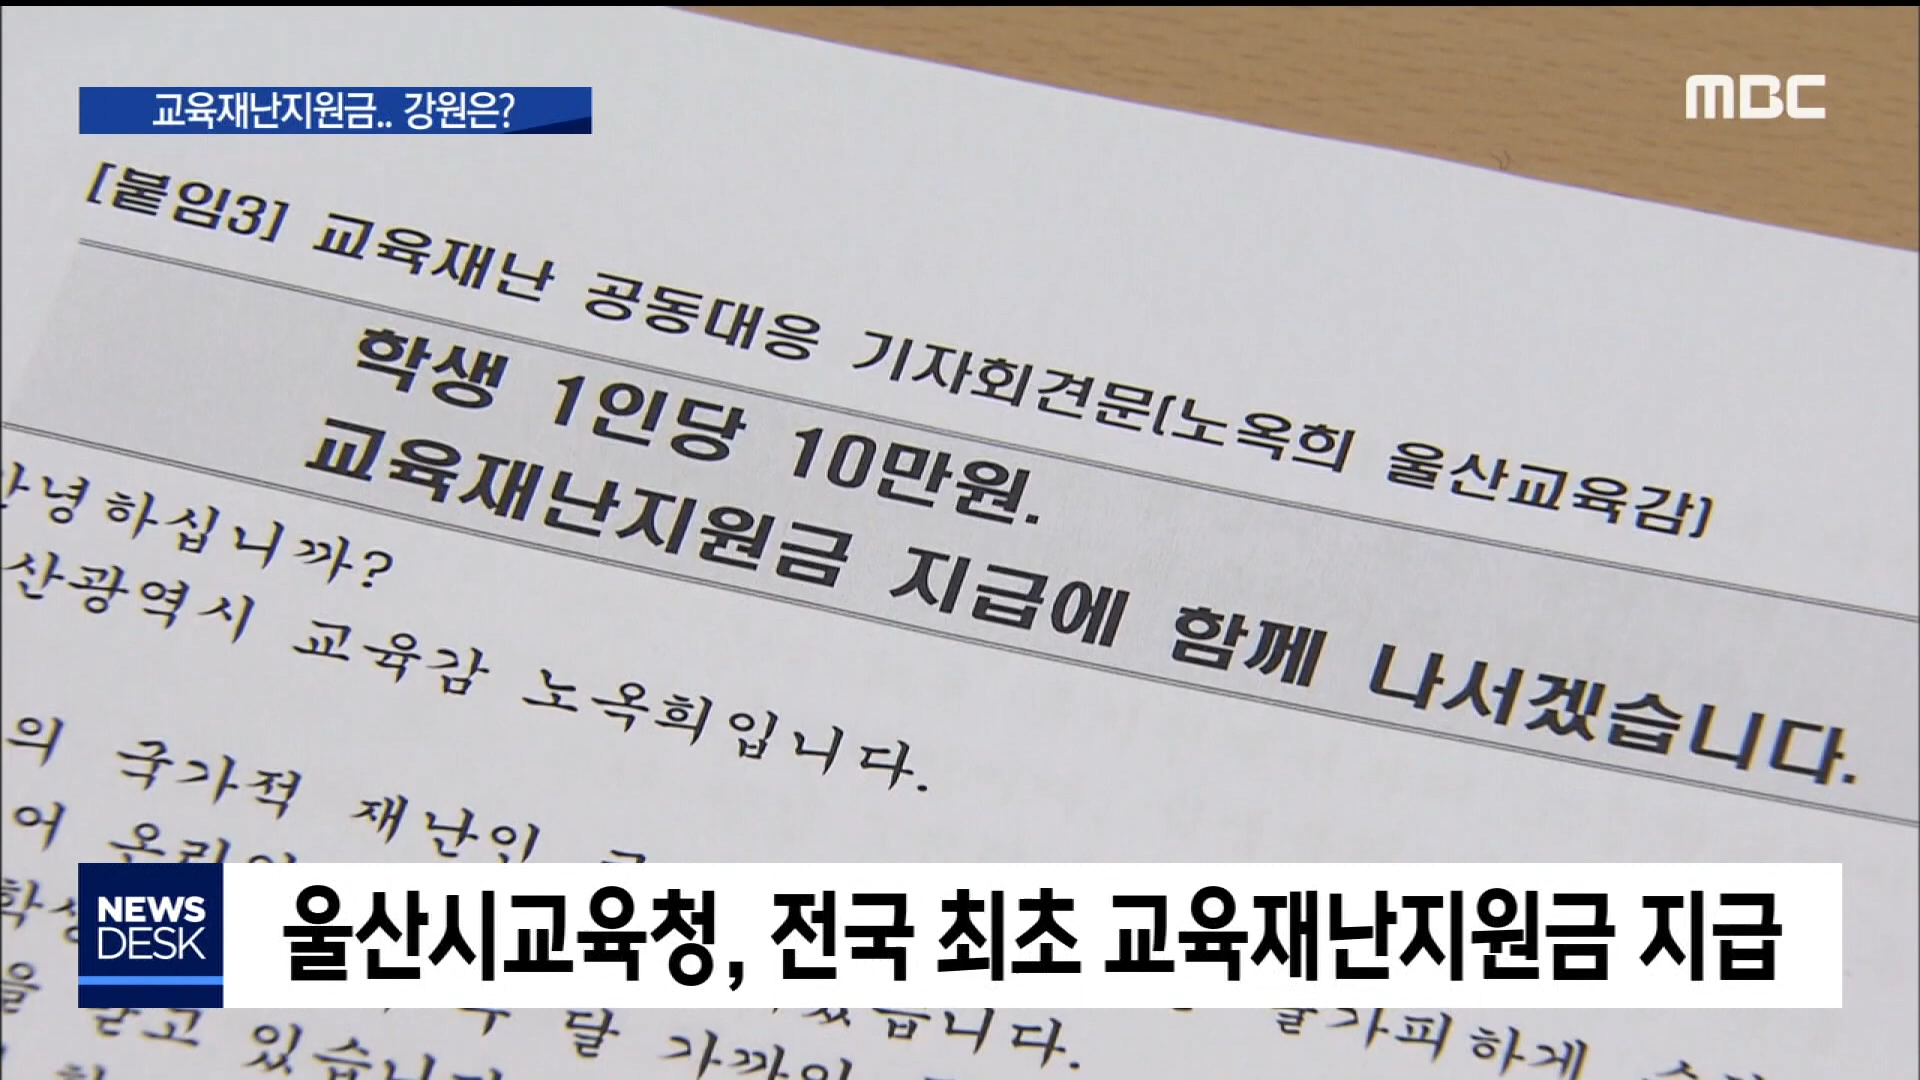 교육재난지원금.. 강원은?
MBC
[붙임3] 교육재난 공동대응 기자회견문(노옥희 울산교육감)
학생 1인당 10만원.
교육재난지원금 지급에 함께 나서겠습니다.
안녕하십니까?
산광역시 교육감 노옥희입니다.
의 국가적 재난인
어
NEWS DESK
울산시교육청, 전국 최초 교육재난지원금 지급
을 받고 달
있습니다